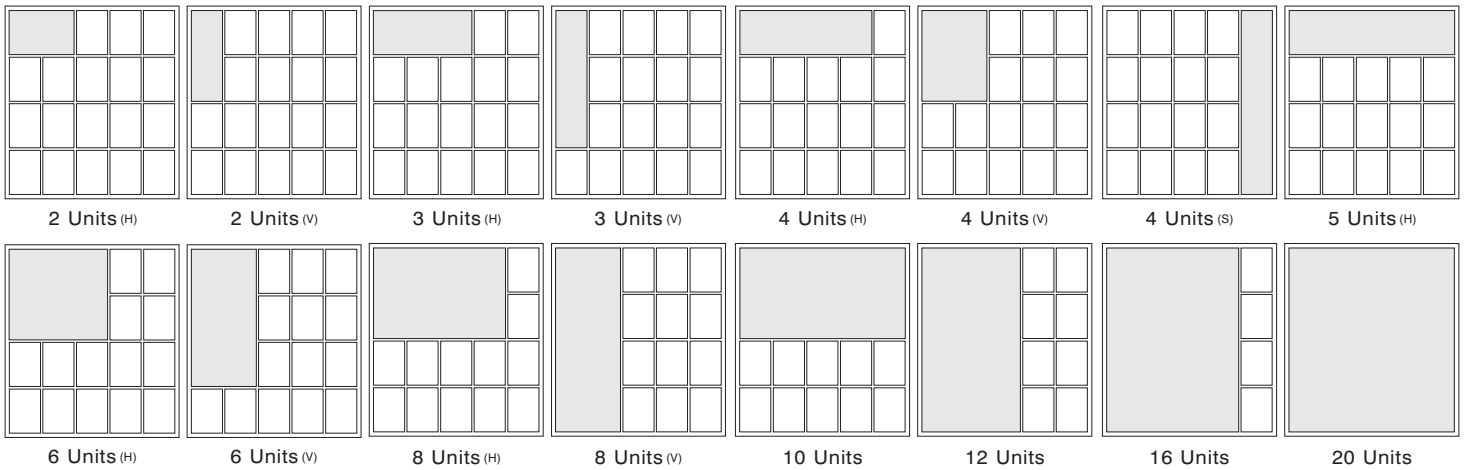 2 Units (H)
2 Units (V)
3 Units (H)
3 Units (V)
4 Units (H)
4 Units (V)
4 Units (S)
5 Units (H)
6 Units (H)
6 Units (V)
8 Units (H)
8 Units (V)
10 Units
12 Units
16 Units
20 Units